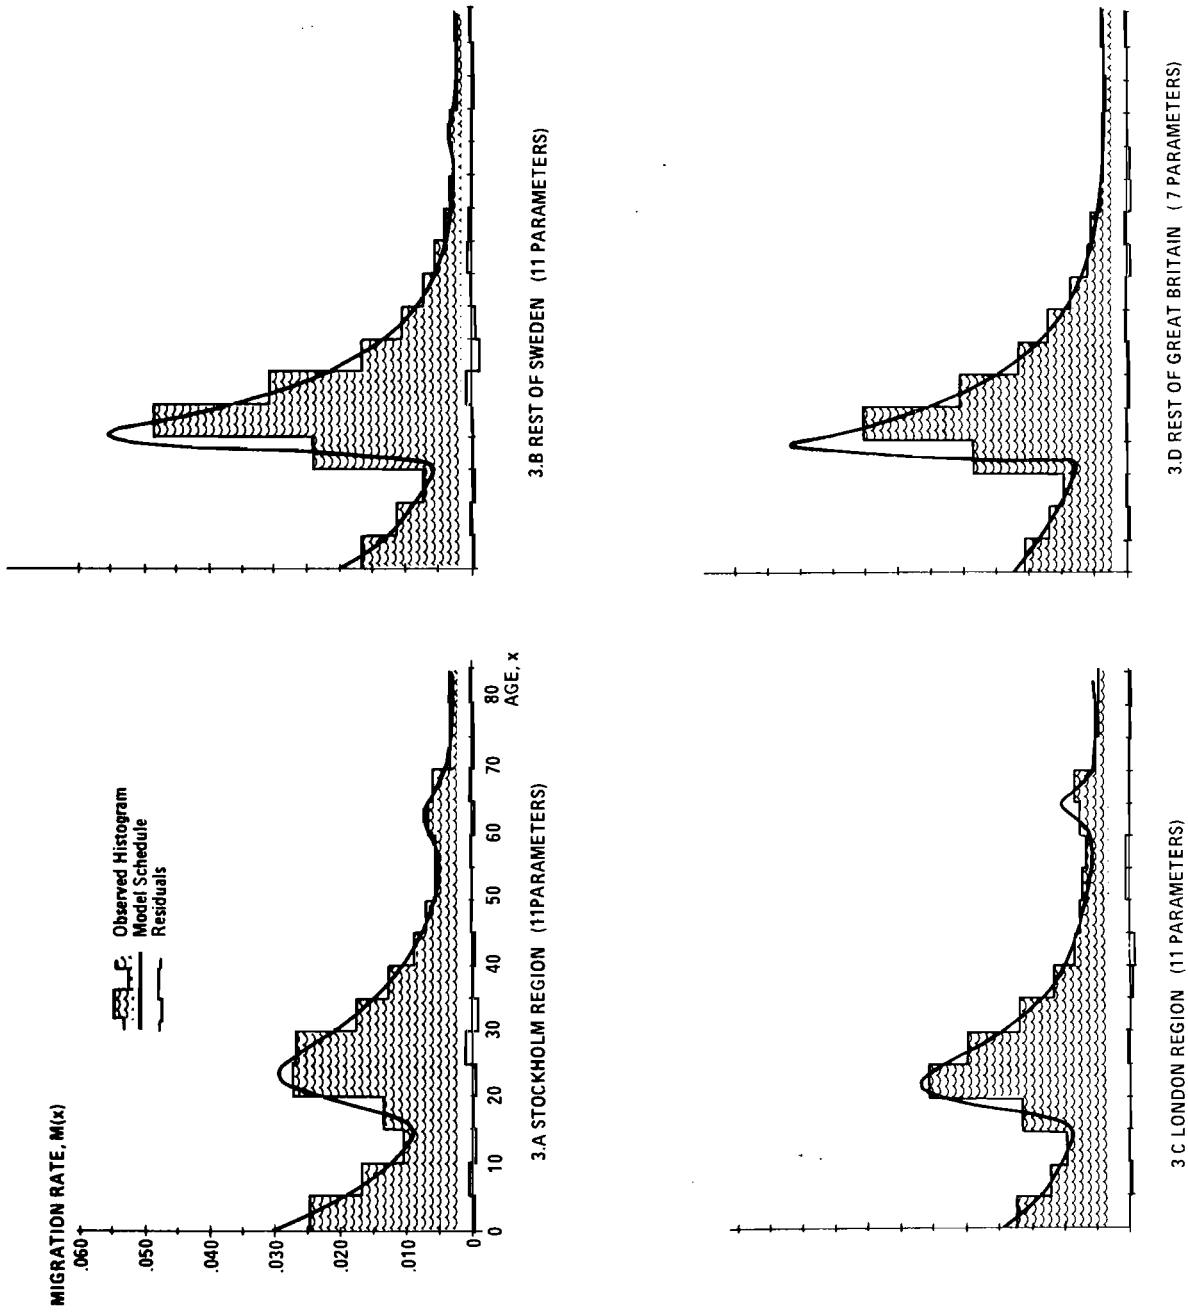 MIGRATION RATE, M(x)
.060
.050
.040
.030
.020
.010
0
0 10 20 30 40 50 60 70 80
AGE, x
Observed Histogram
Model Schedule
Residuals
3.A STOCKHOLM REGION (11PARAMETERS)
3.B REST OF SWEDEN (11 PARAMETERS)
3 C LONDON REGION (11 PARAMETERS)
3.D REST OF GREAT BRITAIN ( 7 PARAMETERS)